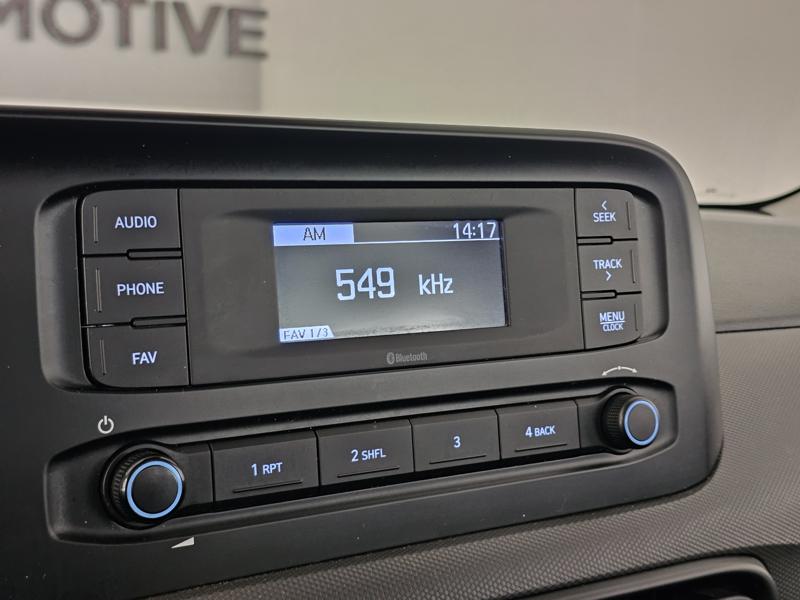 MOTIVE
AUDIO
PHONE
FAV
AM 14:17
549 kHz
FAV 1/3
Bluetooth
SEEK
TRACK
MENU
CLOCK
1 RPT
2 SHFL
3
4 BACK